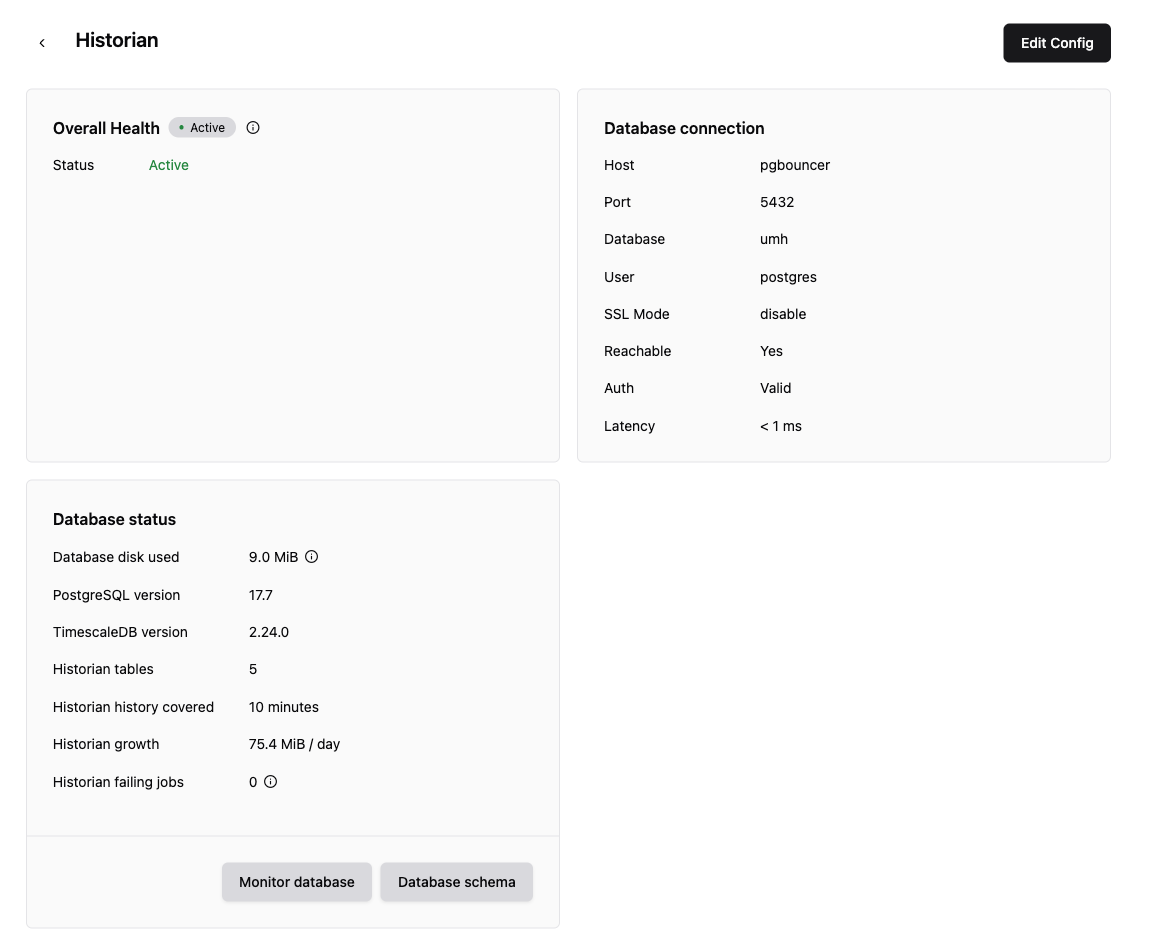 Historian
Edit Config
Overall Health Active
Status Active
Database connection
Host pgbouncer
Port 5432
Database umh
User postgres
SSL Mode disable
Reachable Yes
Auth Valid
Latency < 1 ms
Database status
Database disk used 9.0 MiB
PostgreSQL version 17.7
TimescaleDB version 2.24.0
Historian tables 5
Historian history covered 10 minutes
Historian growth 75.4 MiB / day
Historian failing jobs 0
Monitor database Database schema